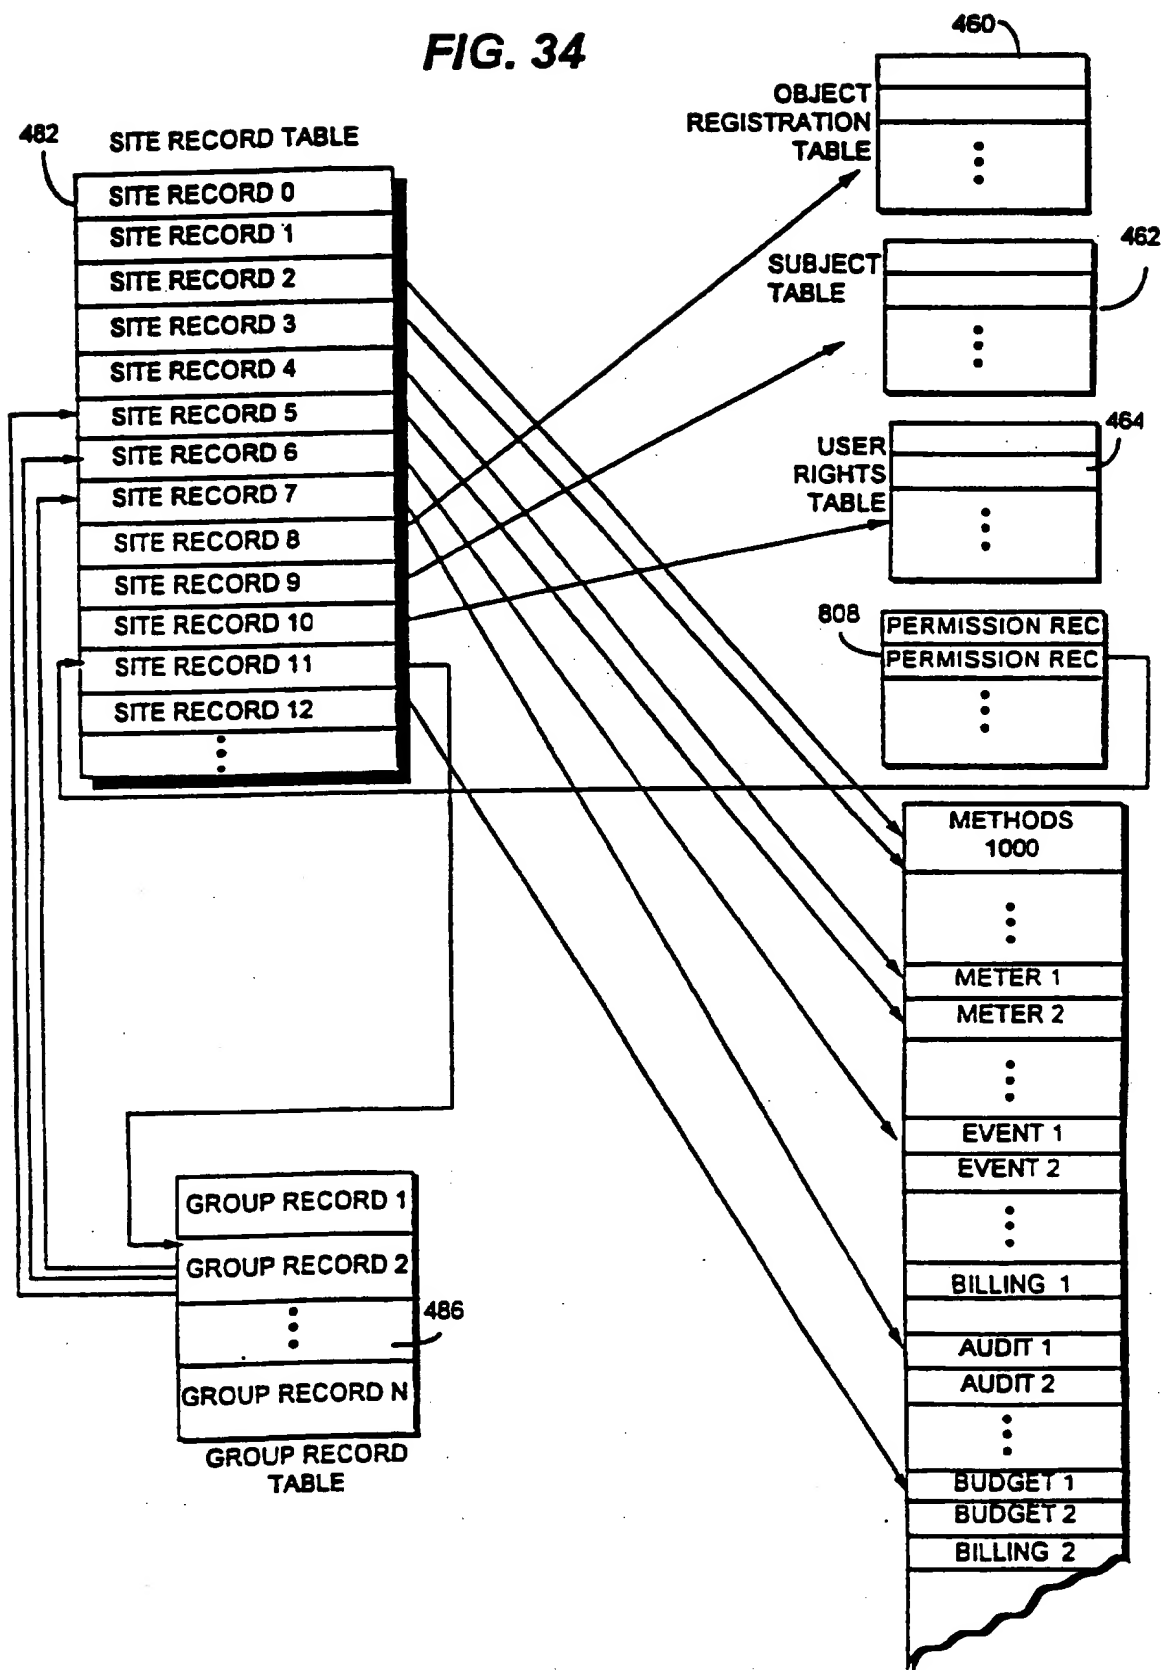 FIG. 34
482
SITE RECORD TABLE
SITE RECORD 0
SITE RECORD 1
SITE RECORD 2
SITE RECORD 3
SITE RECORD 4
SITE RECORD 5
SITE RECORD 6
SITE RECORD 7
SITE RECORD 8
SITE RECORD 9
SITE RECORD 10
SITE RECORD 11
SITE RECORD 12
460
OBJECT
REGISTRATION
TABLE
462
SUBJECT
TABLE
464
USER
RIGHTS
TABLE
808
PERMISSION REC
PERMISSION REC
METHODS
1000
METER 1
METER 2
EVENT 1
EVENT 2
BILLING 1
AUDIT 1
AUDIT 2
BUDGET 1
BUDGET 2
BILLING 2
GROUP RECORD 1
GROUP RECORD 2
486
GROUP RECORD N
GROUP RECORD
TABLE